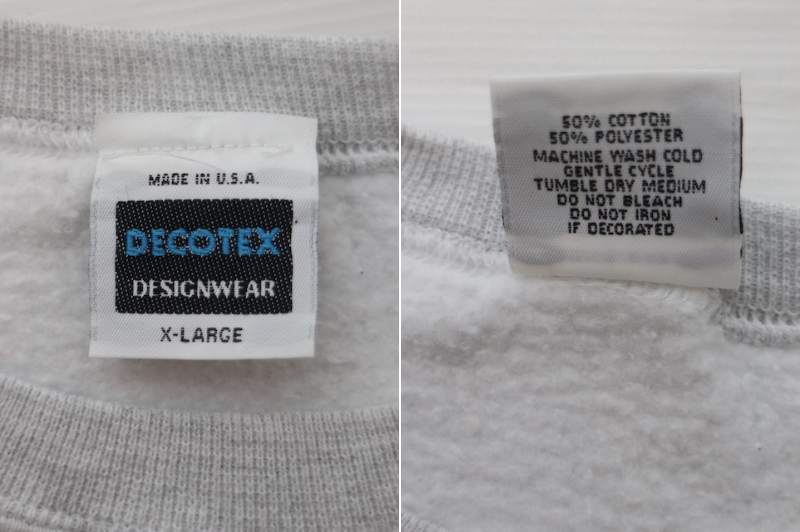 MADE IN U.S.A.
DECOTEX
DESIGNWEAR
X-LARGE
50% COTTON
50% POLYESTER
MACHINE WASH COLD
GENTLE CYCLE
TUMBLE DRY MEDIUM
DO NOT BLEACH
DO NOT IRON
IF DECORATED